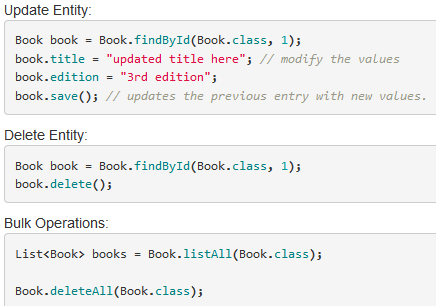 Update Entity:
Book book = Book.findById(Book.class, 1);
book.title = "updated title here"; // modify the values
book.edition = "3rd edition";
book.save(); // updates the previous entry with new values.
Delete Entity:
Book book = Book.findById(Book.class, 1);
book.delete();
Bulk Operations:
List<Book> books = Book.listAll(Book.class);
Book.deleteAll(Book.class);